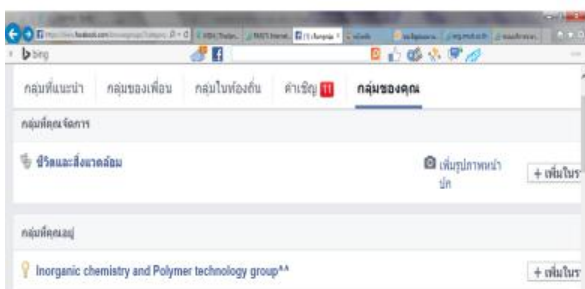 bing
กลุ่มที่แนะนำ กลุ่มของเพื่อน กลุ่มในท้องถิ่น คำเชิญ 11 กลุ่มของคุณ
กลุ่มที่คุณจัดการ
ชีวิตและสิ่งแวดล้อม
เพิ่มรูปภาพหน้า
ปก
+ เพิ่มในร
กลุ่มที่คุณอยู่
Inorganic chemistry and Polymer technology group^^
+ เพิ่มในร